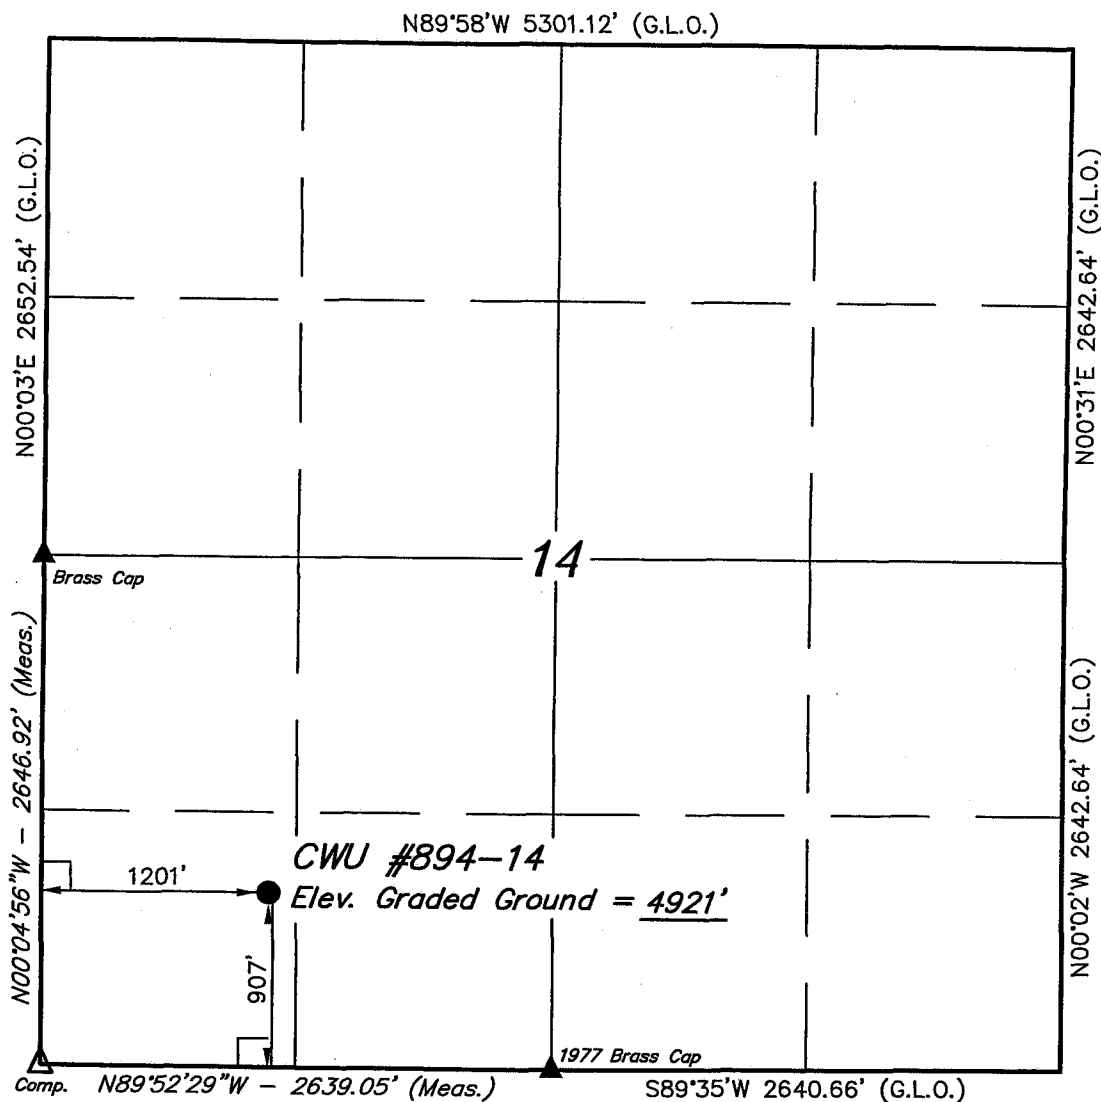 N89°58'W 5301.12' (G.L.O.)
N00°03'E 2652.54' (G.L.O.)
N00°31'E 2642.64' (G.L.O.)
14
Brass Cap
N00°04'56"W - 2646.92' (Meas.)
N00°02'W 2642.64' (G.L.O.)
CWU #894-14
1201'
Elev. Graded Ground = 4921'
907'
1977 Brass Cap
Comp.
N89°52'29"W - 2639.05' (Meas.)
S89°35'W 2640.66' (G.L.O.)